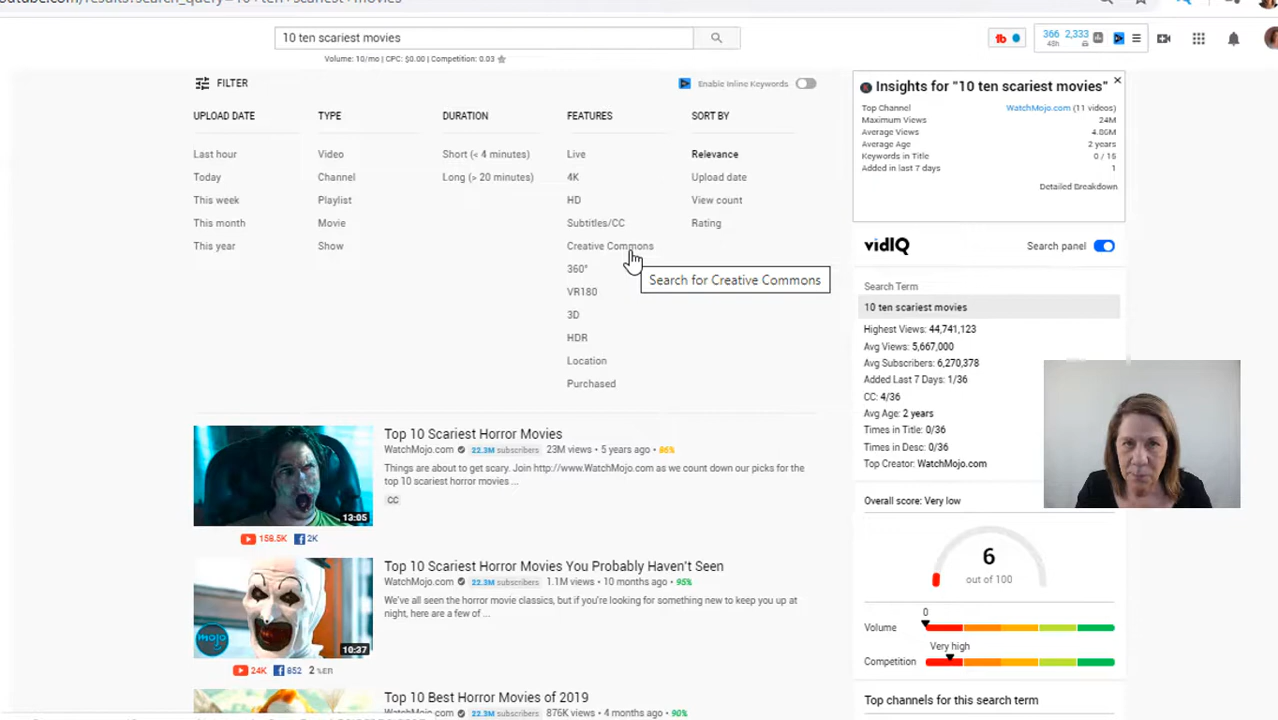 10 ten scariest movies
366 2,333
48h
Volume: 10/mo | CPC: $0.00 | Competition: 0.03
FILTER
Enable Inline Keywords
UPLOAD DATE
Last hour
Today
This week
This month
This year
TYPE
Video
Channel
Playlist
Movie
Show
DURATION
Short (< 4 minutes)
Long (> 20 minutes)
FEATURES
Live
4K
HD
Subtitles/CC
Creative Commons
360°
VR180
3D
HDR
Location
Purchased
SORT BY
Relevance
Upload date
View count
Rating
Search for Creative Commons
Top 10 Scariest Horror Movies
WatchMojo.com 22.3M subscribers 23M views • 5 years ago • 86%
Things are about to get scary. Join http://www.WatchMojo.com as we count down our picks for the
top 10 scariest horror movies ...
CC
13:05
158.5K 2K
Top 10 Scariest Horror Movies You Probably Haven't Seen
WatchMojo.com 22.3M subscribers 1.1M views • 10 months ago • 95%
We've all seen the horror movie classics, but if you're looking for something new to keep you up at
night, here are a few of ...
mojo
10:37
24K 652
Top 10 Best Horror Movies of 2019
WatchMojo.com 22.3M subscribers 876K views • 4 months ago • 90%
Insights for "10 ten scariest movies"
Top Channel WatchMojo.com (11 videos)
Maximum Views 24M
Average Views 4.86M
Average Age 2 years
Keywords in Title 0 / 16
Added in last 7 days 1
Detailed Breakdown
vidIQ
Search panel
Search Term
10 ten scariest movies
Highest Views: 44,741,123
Avg Views: 5,667,000
Avg Subscribers: 6,270,378
Added Last 7 Days: 1/36
CC: 4/36
Avg Age: 2 years
Times in Title: 0/36
Times in Desc: 0/36
Top Creator: WatchMojo.com
Overall score: Very low
6
out of 100
0
Volume
Very high
Competition
Top channels for this search term